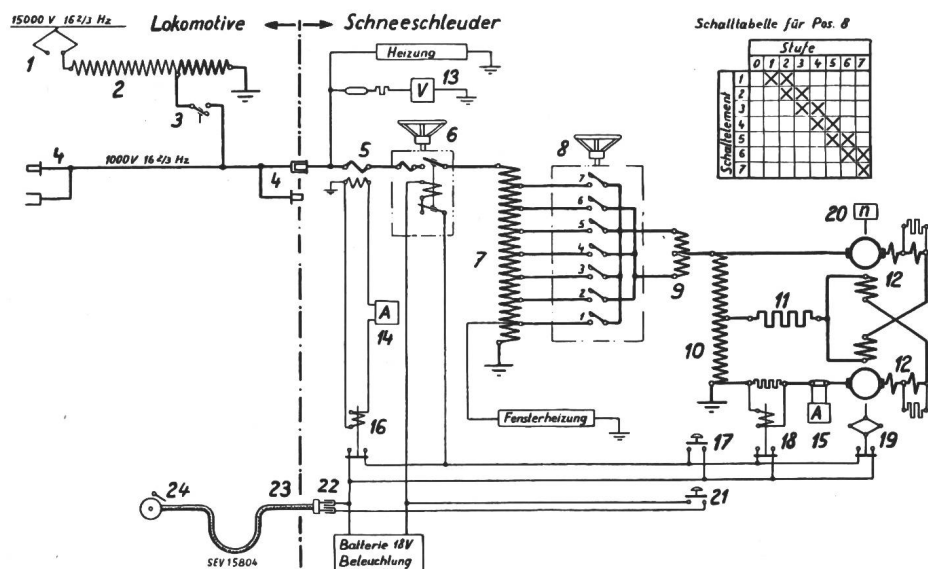 15000 V 16 2/3 Hz
Lokomotive
Schneeschleuder
Schalttabelle für Pos. 8
Stufe
0 1 2 3 4 5 6 7
Schaltelement
1
2
3
4
5
6
7
Heizung
1
2
3
13
V
6
4
1000 V 16 2/3 Hz
4
5
8
7
6
5
4
3
2
1
7
9
20
n
12
11
10
A
14
12
A
15
16
Fensterheizung
17
18
19
24
23
22
21
SEV 15804
Batterie 18V
Beleuchtung